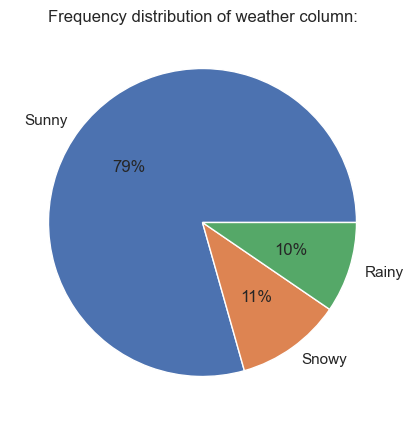 Frequency distribution of weather column:
Sunny
79%
10%
Rainy
11%
Snowy